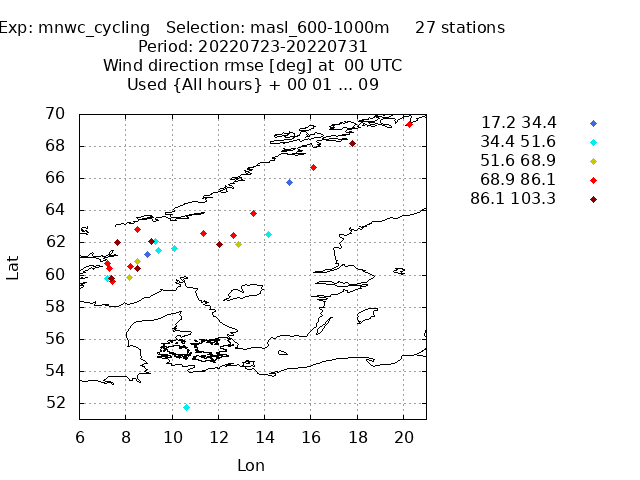 Exp: mnwc_cycling   Selection: masl_600-1000m     27 stations
Period: 20220723-20220731
Wind direction rmse [deg] at  00 UTC
Used {All hours} + 00 01 ... 09
17.2 34.4
34.4 51.6
51.6 68.9
68.9 86.1
86.1 103.3
70
68
66
64
62
60
58
56
54
52
Lat
6 8 10 12 14 16 18 20
Lon